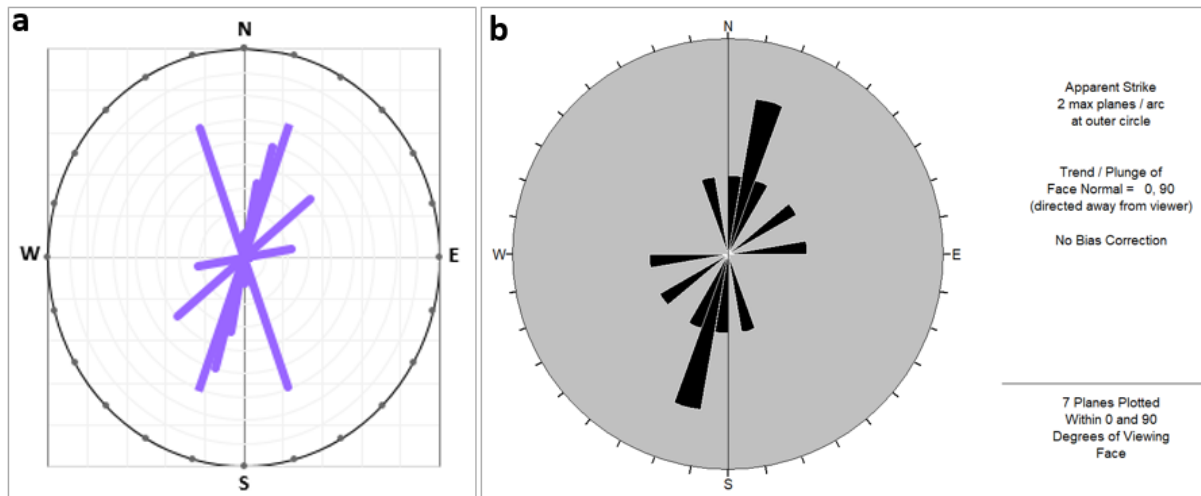 a
N
W
E
S
b
N
W
E
S
Apparent Strike
2 max planes / arc
at outer circle
Trend / Plunge of
Face Normal = 0, 90
(directed away from viewer)
No Bias Correction
7 Planes Plotted
Within 0 and 90
Degrees of Viewing
Face